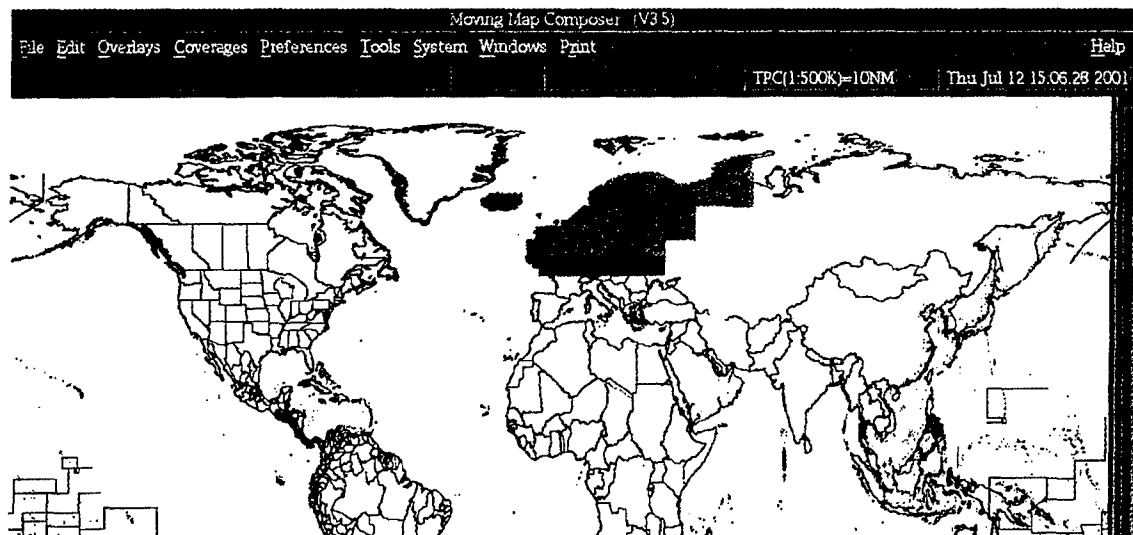 Moving Map Composer (V3.5)
File Edit Overlays Coverages Preferences Tools System Windows Print Help
TPC(1:500K)=10NM Thu Jul 12 15:06:28 2001